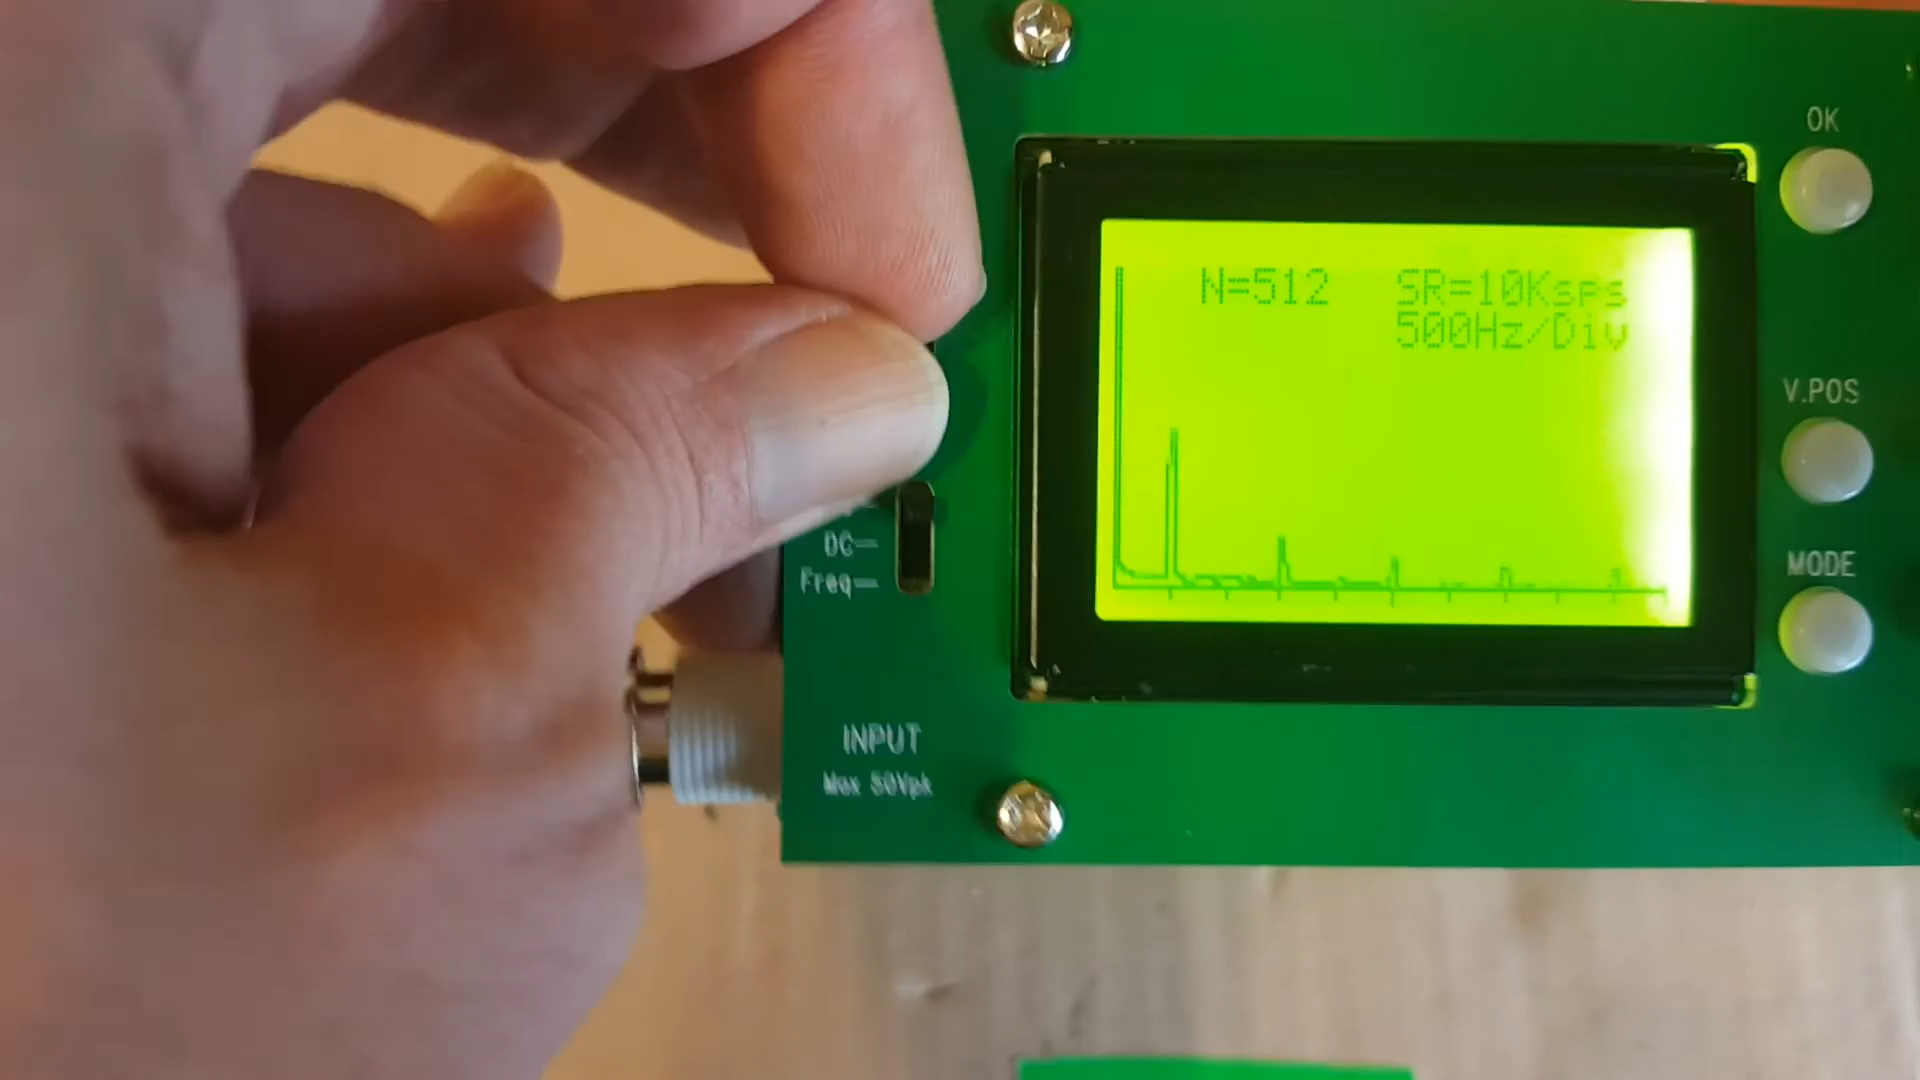 OK
N=512 SR=10Ksps
500Hz/Div
V.POS
DC
Freq
MODE
INPUT
Max 50Vpk